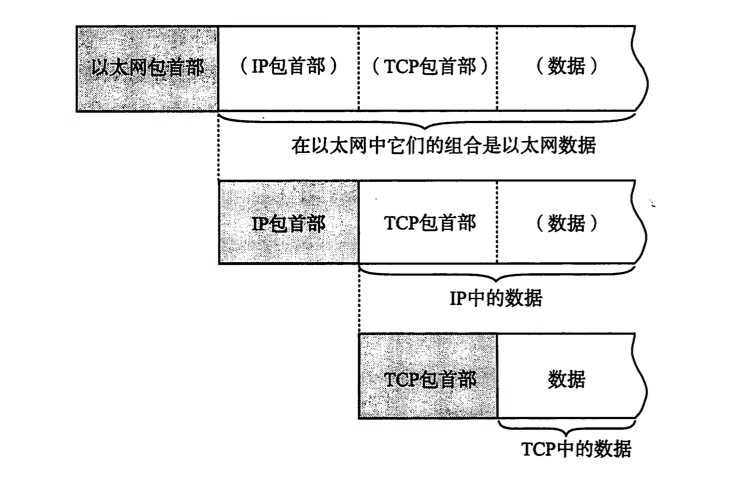 以太网包首部 （IP包首部） （TCP包首部） （数据）
在以太网中它们的组合是以太网数据
IP包首部 TCP包首部 （数据）
IP中的数据
TCP包首部 数据
TCP中的数据